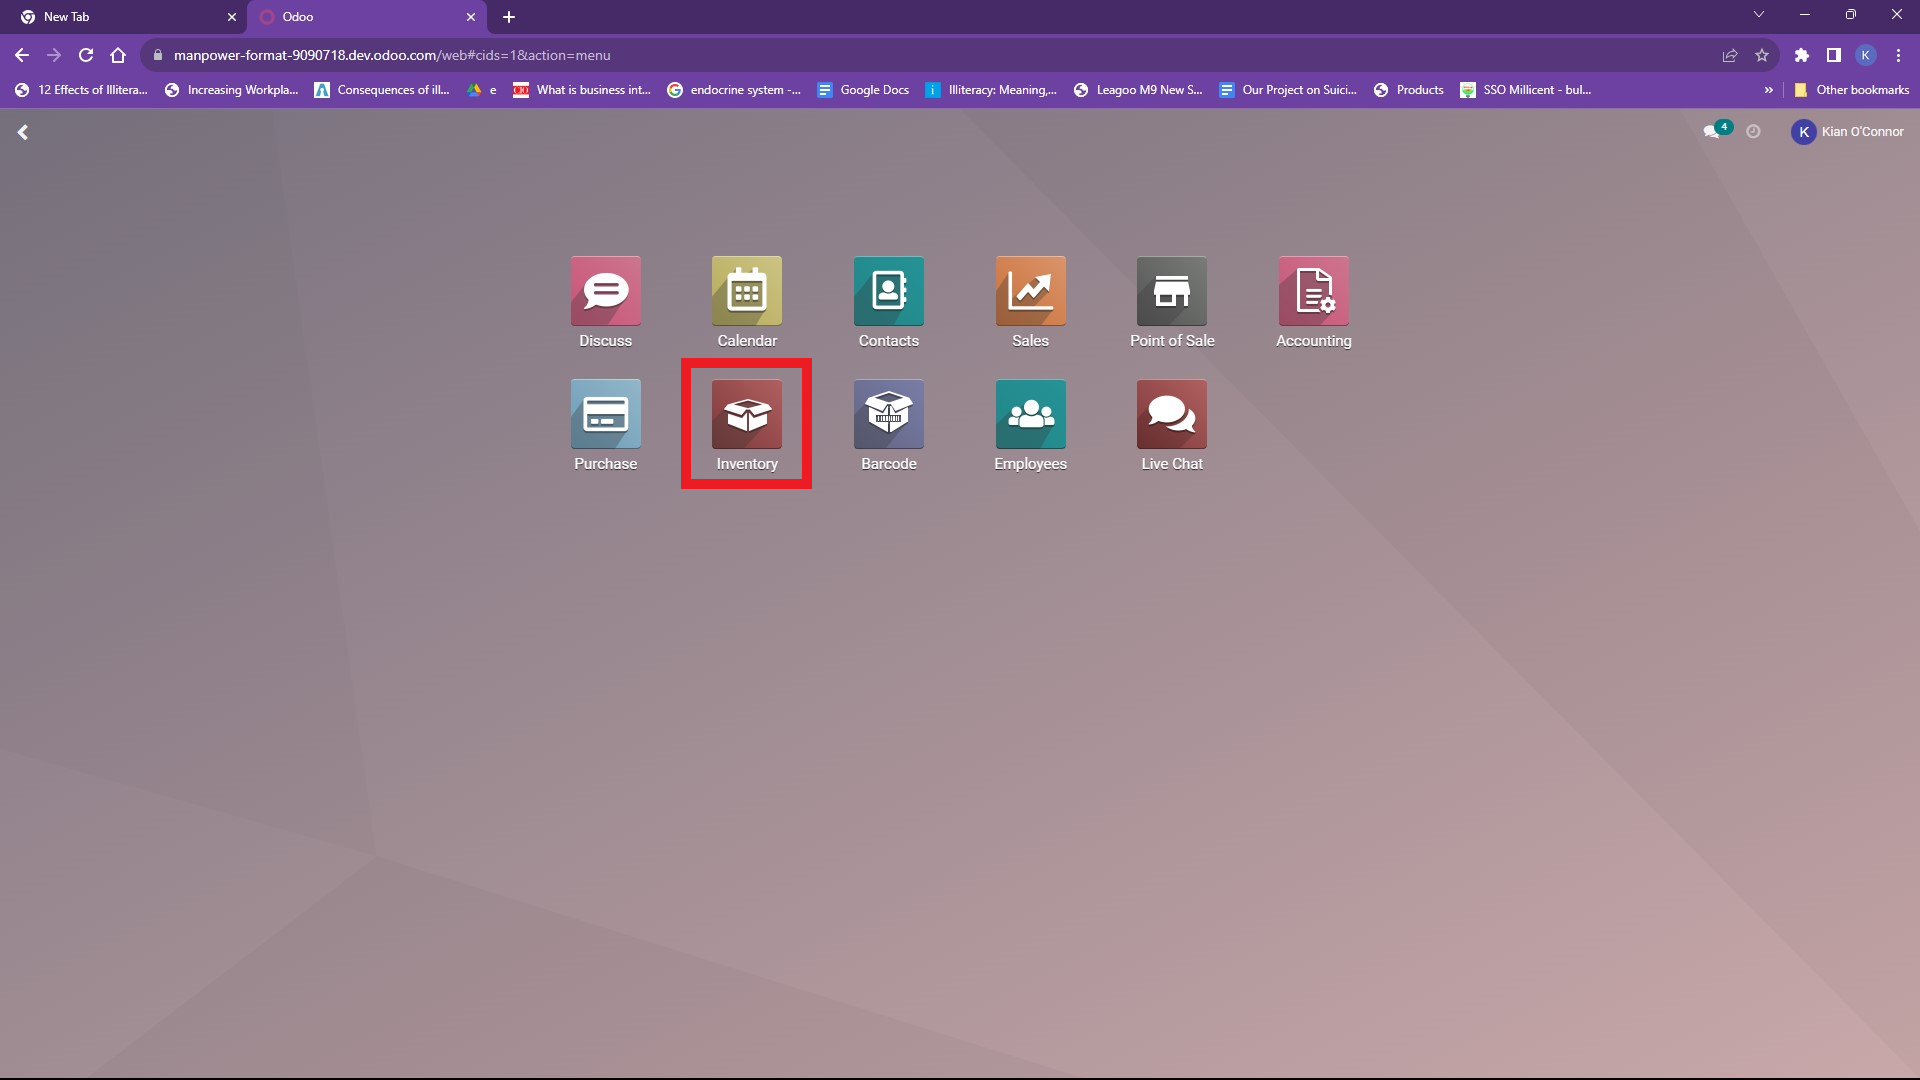 New Tab
Odoo
manpower-format-9090718.dev.odoo.com/web#cids=1&action=menu
K
12 Effects of Illitera...
Increasing Workpla...
Consequences of ill...
e
CIO
What is business int...
endocrine system -...
Google Docs
i
Illiteracy: Meaning,...
Leagoo M9 New S...
Our Project on Suici...
Products
SSO Millicent - bul...
»
Other bookmarks
4
K
Kian O'Connor
Discuss
Calendar
Contacts
Sales
Point of Sale
Accounting
Purchase
Inventory
Barcode
Employees
Live Chat